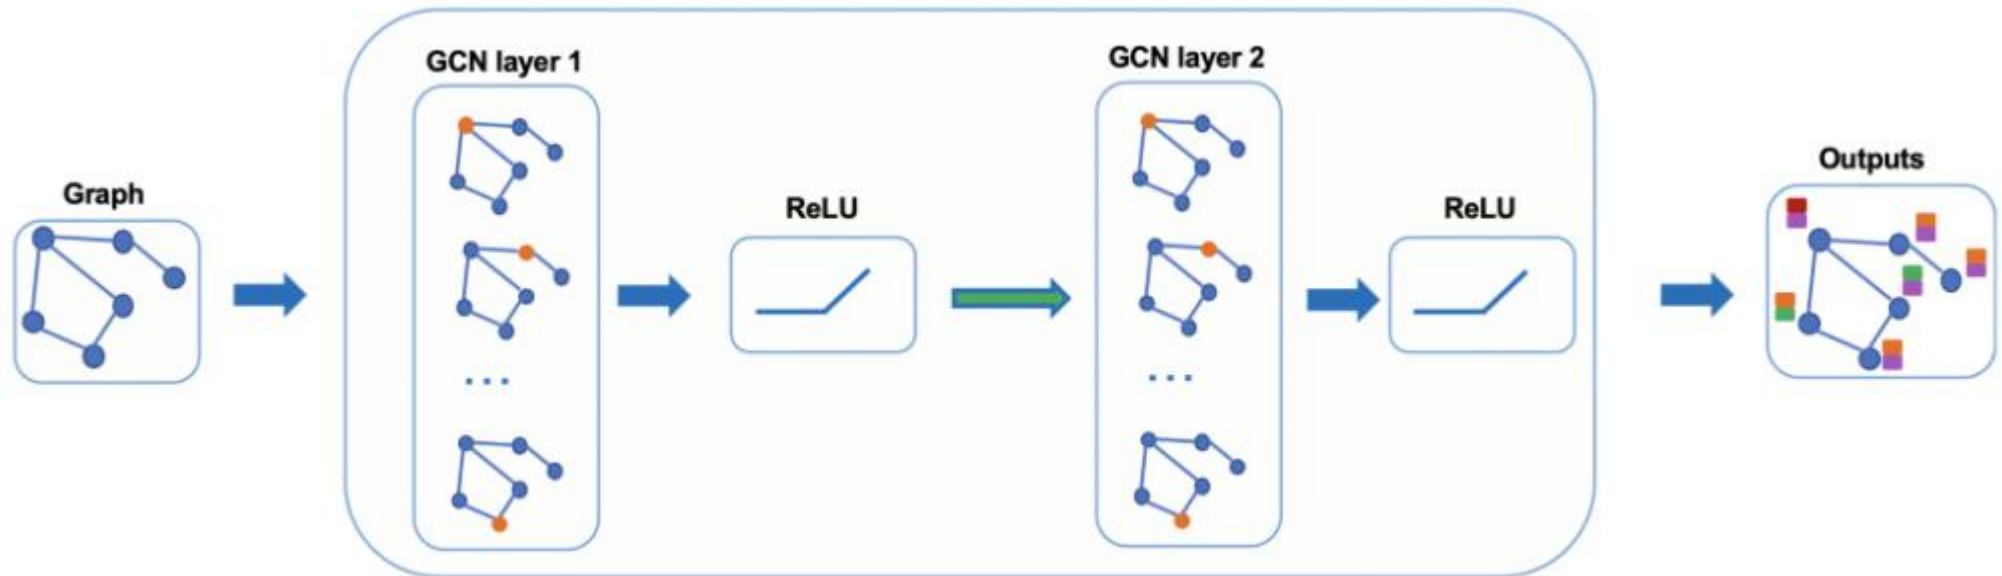 Graph
GCN layer 1
...
ReLU
GCN layer 2
...
ReLU
Outputs